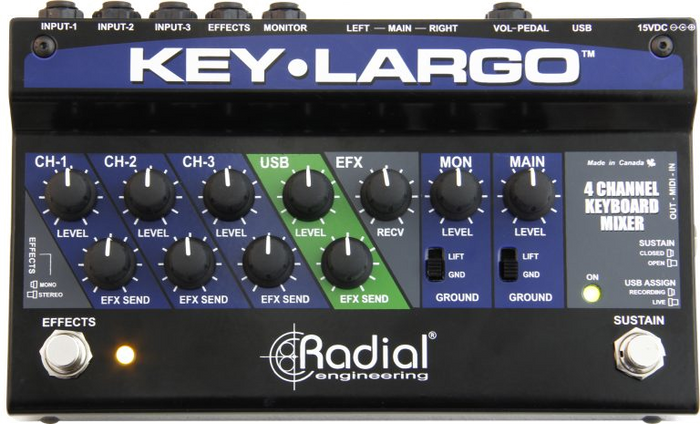 INPUT-1 INPUT-2 INPUT-3 EFFECTS MONITOR LEFT — MAIN — RIGHT VOL-PEDAL USB 15VDC
KEY•LARGO™
CH-1 CH-2 CH-3 USB EFX MON MAIN
Made in Canada
4 CHANNEL
KEYBOARD
MIXER
OUT - MIDI - IN
LEVEL LEVEL LEVEL LEVEL RECV LEVEL LEVEL
EFFECTS
MONO
STEREO
EFX SEND EFX SEND EFX SEND EFX SEND
LIFT
GND
GROUND
LIFT
GND
GROUND
SUSTAIN
CLOSED
OPEN
USB ASSIGN
RECORDING
LIVE
ON
EFFECTS
SUSTAIN
Radial®
engineering